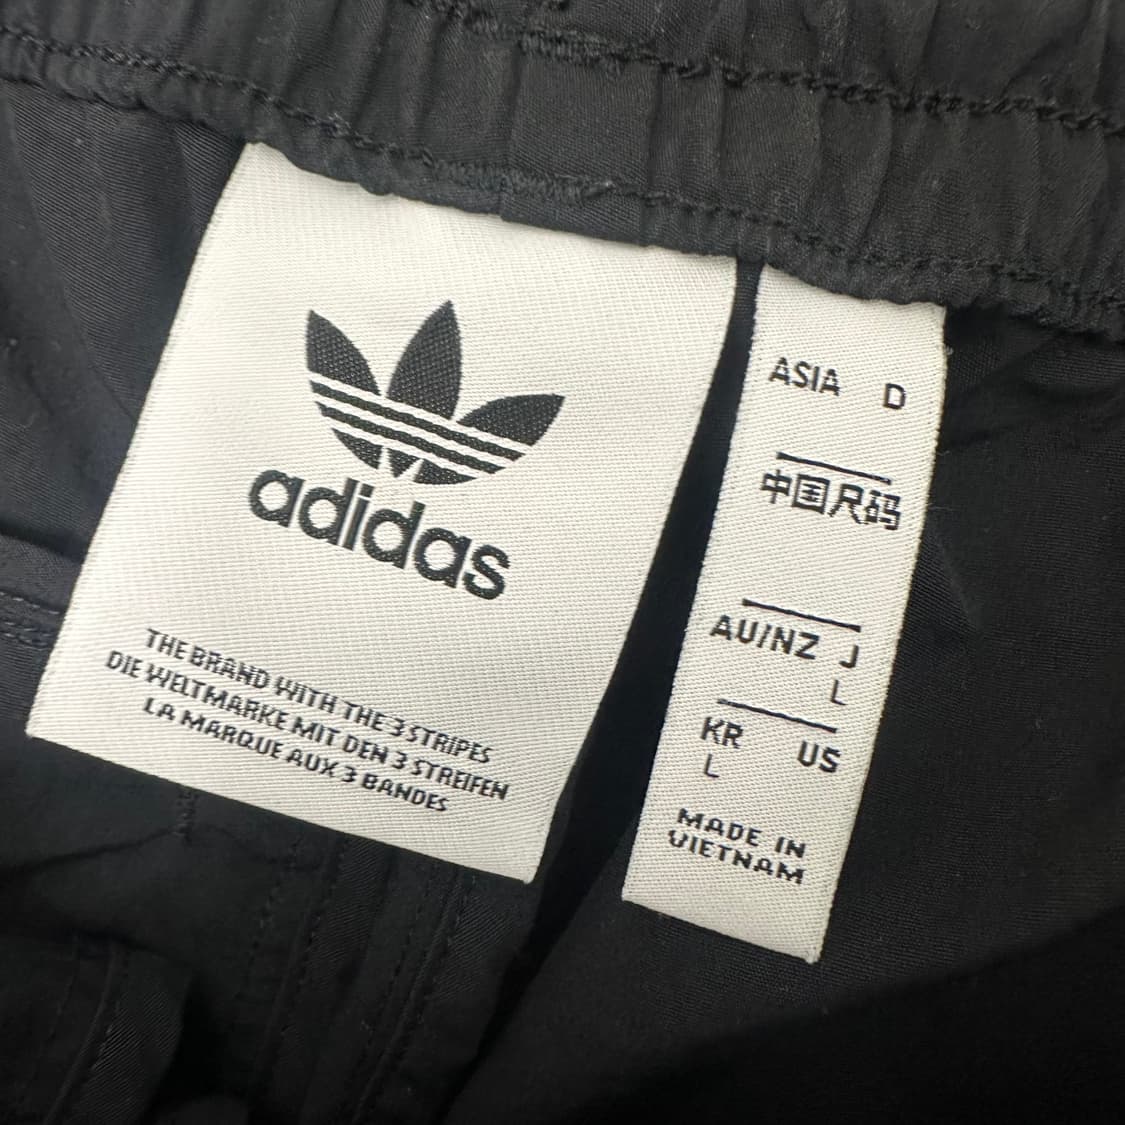 adidas
THE BRAND WITH THE 3 STRIPES
DIE WELTMARKE MIT DEN 3 STREIFEN
LA MARQUE AUX 3 BANDES
ASIA D
中国尺码
AU/NZ J
L
KR US
L
MADE IN
VIETNAM